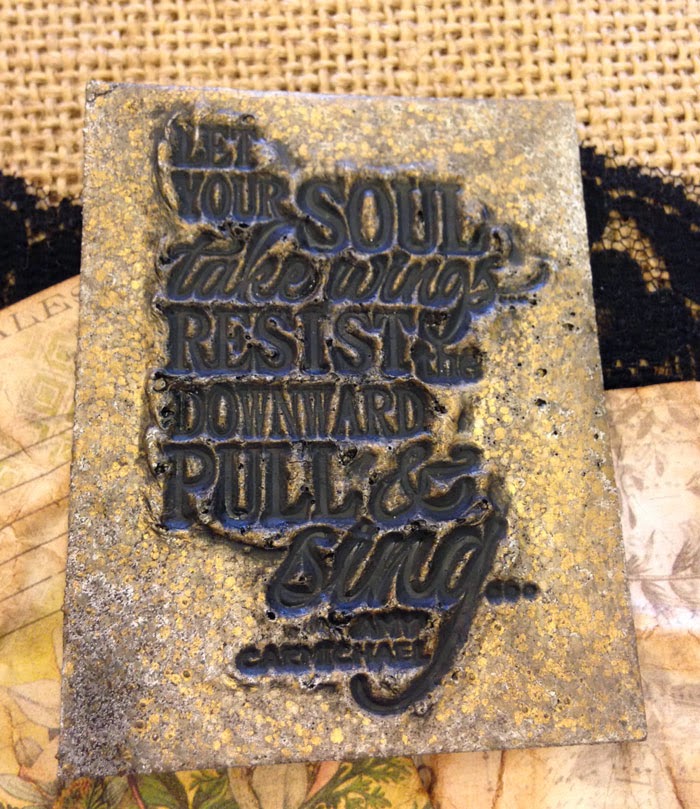 LET
YOUR SOUL
take wings...
RESIST the
DOWNWARD
PULL &
sing...
AMY
CARMICHAEL